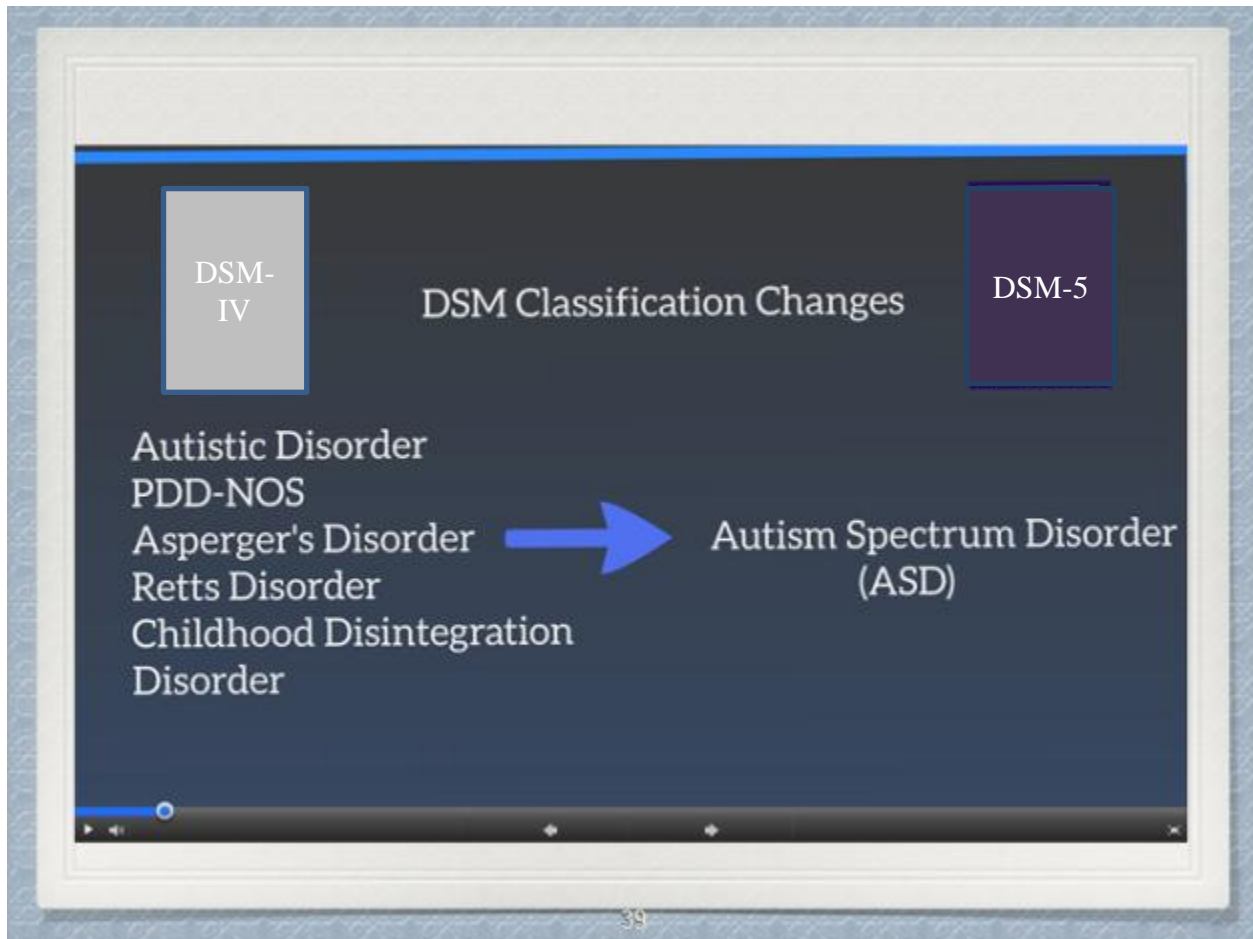 DSM-
IV
DSM Classification Changes
DSM-5
Autistic Disorder
PDD-NOS
Asperger's Disorder
Retts Disorder
Childhood Disintegration
Disorder
Autism Spectrum Disorder
(ASD)
39